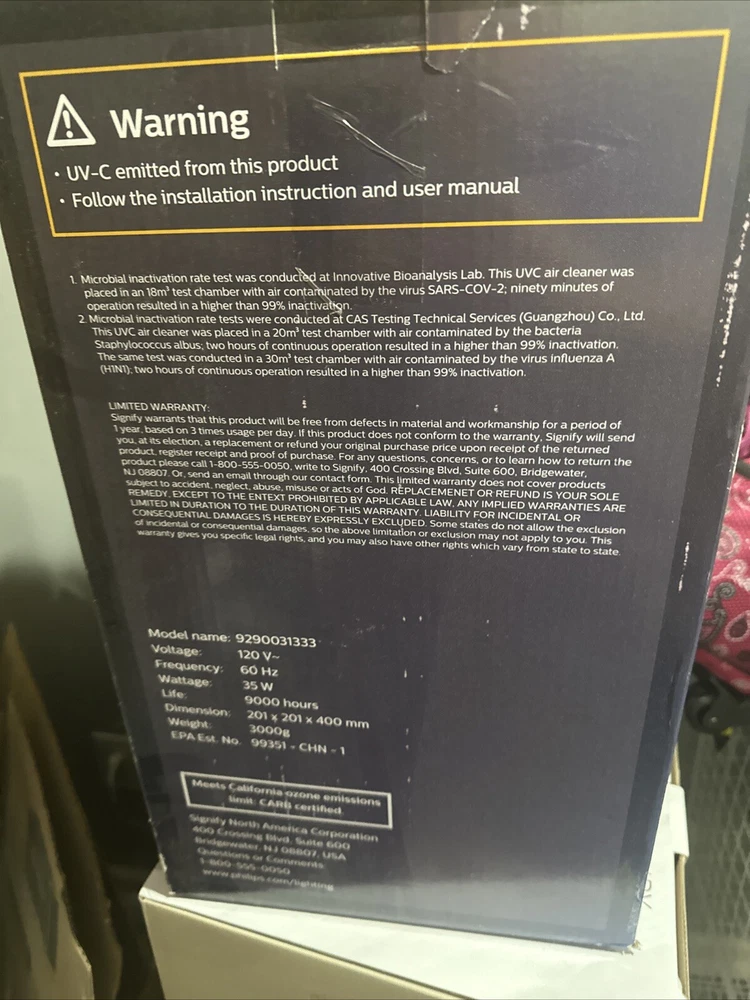 Warning
• UV-C emitted from this product
• Follow the installation instruction and user manual
1. Microbial inactivation rate test was conducted at Innovative Bioanalysis Lab. This UVC air cleaner was
placed in an 18m³ test chamber with air contaminated by the virus SARS-COV-2; ninety minutes of
operation resulted in a higher than 99% inactivation.
2. Microbial inactivation rate tests were conducted at CAS Testing Technical Services (Guangzhou) Co., Ltd.
This UVC air cleaner was placed in a 20m³ test chamber with air contaminated by the bacteria
Staphylococcus albus; two hours of continuous operation resulted in a higher than 99% inactivation.
The same test was conducted in a 30m³ test chamber with air contaminated by the virus influenza A
(H1N1); two hours of continuous operation resulted in a higher than 99% inactivation.
LIMITED WARRANTY:
Signify warrants that this product will be free from defects in material and workmanship for a period of
1 year, based on 3 times usage per day. If this product does not conform to the warranty, Signify will send
you, at its election, a replacement or refund your original purchase price upon receipt of the returned
product, register receipt and proof of purchase. For any questions, concerns, or to learn how to return the
product please call 1-800-555-0050, write to Signify, 400 Crossing Blvd, Suite 600, Bridgewater,
NJ 08807. Or, send an email through our contact form. This limited warranty does not cover products
subject to accident, neglect, abuse, misuse or acts of God. REPLACEMENET OR REFUND IS YOUR SOLE
REMEDY. EXCEPT TO THE ENTEXT PROHIBITED BY APPLICABLE LAW, ANY IMPLIED WARRANTIES ARE
LIMITED IN DURATION TO THE DURATION OF THIS WARRANTY. LIABILITY FOR INCIDENTAL OR
CONSEQUENTIAL DAMAGES IS HEREBY EXPRESSLY EXCLUDED. Some states do not allow the exclusion
of incidental or consequential damages, so the above limitation or exclusion may not apply to you. This
warranty gives you specific legal rights, and you may also have other rights which vary from state to state.
Model name: 9290031333
Voltage: 120 V~
Frequency: 60 Hz
Wattage: 35 W
Life: 9000 hours
Dimension: 201 x 201 x 400 mm
Weight: 3000g
EPA Est. No. 99351 - CHN - 1
Meets California ozone emissions
limit: CARB certified
Signify North America Corporation
400 Crossing Blvd, Suite 600
Bridgewater, NJ 08807, USA
Questions or Comments
1-800-555-0050
www.philips.com/lighting